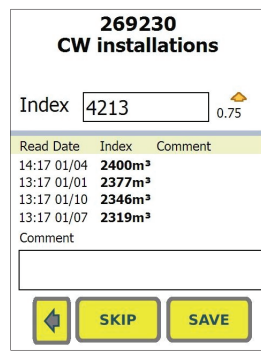 269230
CW installations
Index 4213 0.75
Read Date Index Comment
14:17 01/04 2400m³
13:17 01/01 2377m³
13:17 01/10 2346m³
13:17 01/07 2319m³
Comment
SKIP SAVE